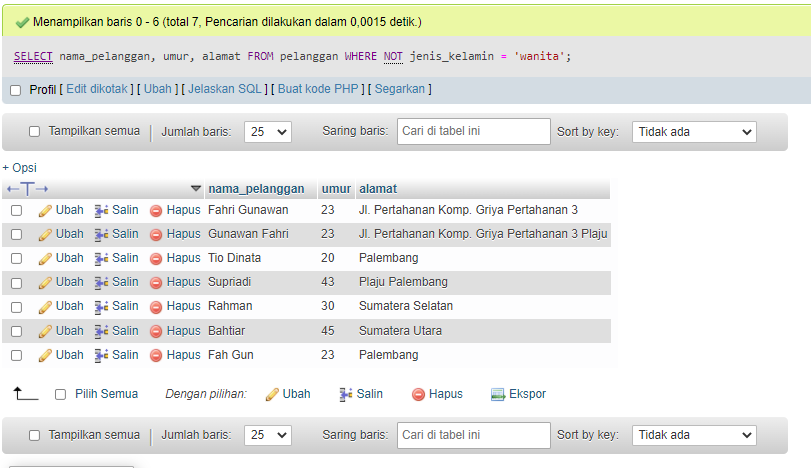 Menampilkan baris 0 - 6 (total 7, Pencarian dilakukan dalam 0,0015 detik.)
SELECT nama_pelanggan, umur, alamat FROM pelanggan WHERE NOT jenis_kelamin = 'wanita';
Profil [ Edit dikotak ] [ Ubah ] [ Jelaskan SQL ] [ Buat kode PHP ] [ Segarkan ]
Tampilkan semua | Jumlah baris: 25 Saring baris: Cari di tabel ini Sort by key: Tidak ada
+ Opsi
←T→ nama_pelanggan umur alamat
Ubah Salin Hapus Fahri Gunawan 23 Jl. Pertahanan Komp. Griya Pertahanan 3
Ubah Salin Hapus Gunawan Fahri 23 Jl. Pertahanan Komp. Griya Pertahanan 3 Plaju
Ubah Salin Hapus Tio Dinata 20 Palembang
Ubah Salin Hapus Supriadi 43 Plaju Palembang
Ubah Salin Hapus Rahman 30 Sumatera Selatan
Ubah Salin Hapus Bahtiar 45 Sumatera Utara
Ubah Salin Hapus Fah Gun 23 Palembang
Pilih Semua Dengan pilihan: Ubah Salin Hapus Ekspor
Tampilkan semua | Jumlah baris: 25 Saring baris: Cari di tabel ini Sort by key: Tidak ada